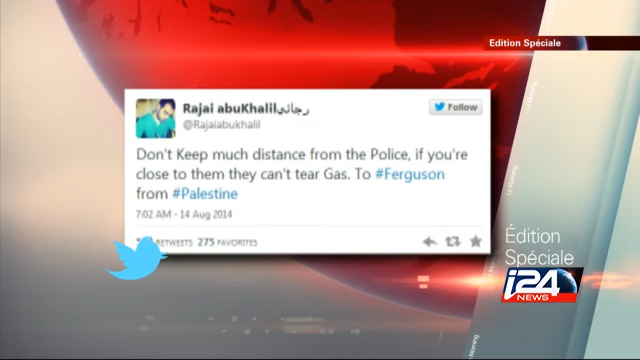 Edition Spéciale
Rajai abuKhalilرجائي
@Rajaiabukhalil
Follow
Don't Keep much distance from the Police, if you're
close to them they can't tear Gas. To #Ferguson
from #Palestine
7:02 AM - 14 Aug 2014
RETWEETS 275 FAVORITES
Édition
Spéciale
i24
NEWS